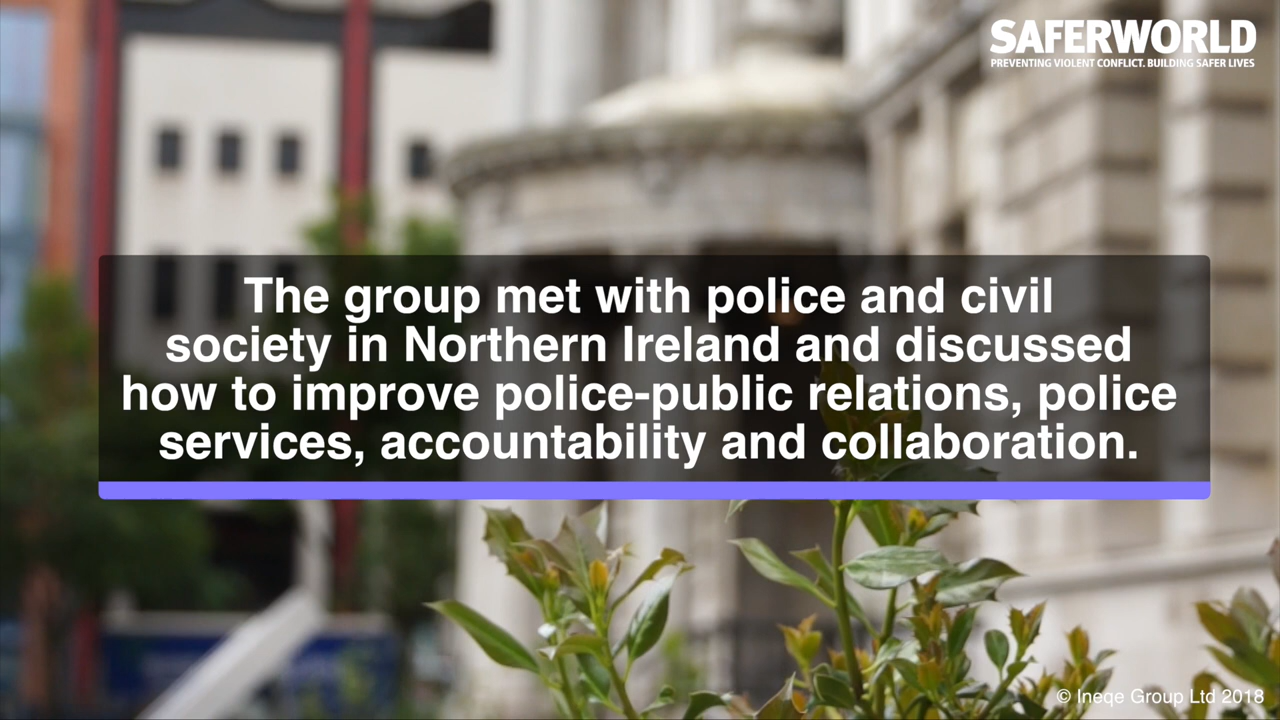 SAFERWORLD
PREVENTING VIOLENT CONFLICT. BUILDING SAFER LIVES
The group met with police and civil
society in Northern Ireland and discussed
how to improve police-public relations, police
services, accountability and collaboration.
© Ineqe Group Ltd 2018